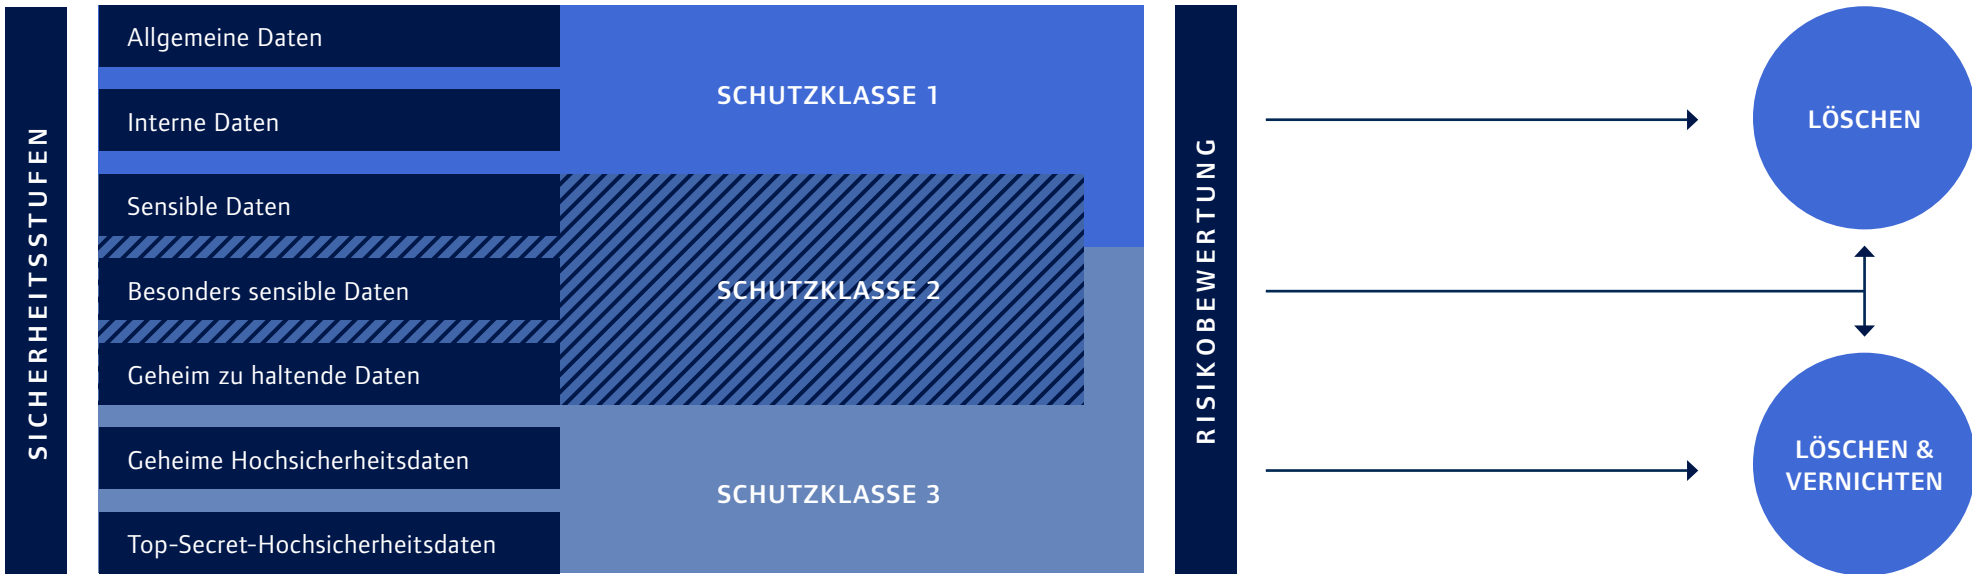 SICHERHEITSSTUFEN
Allgemeine Daten
Interne Daten
Sensible Daten
Besonders sensible Daten
Geheim zu haltende Daten
Geheime Hochsicherheitsdaten
Top-Secret-Hochsicherheitsdaten
SCHUTZKLASSE 1
SCHUTZKLASSE 2
SCHUTZKLASSE 3
RISIKOBEWERTUNG
LÖSCHEN
LÖSCHEN &
VERNICHTEN